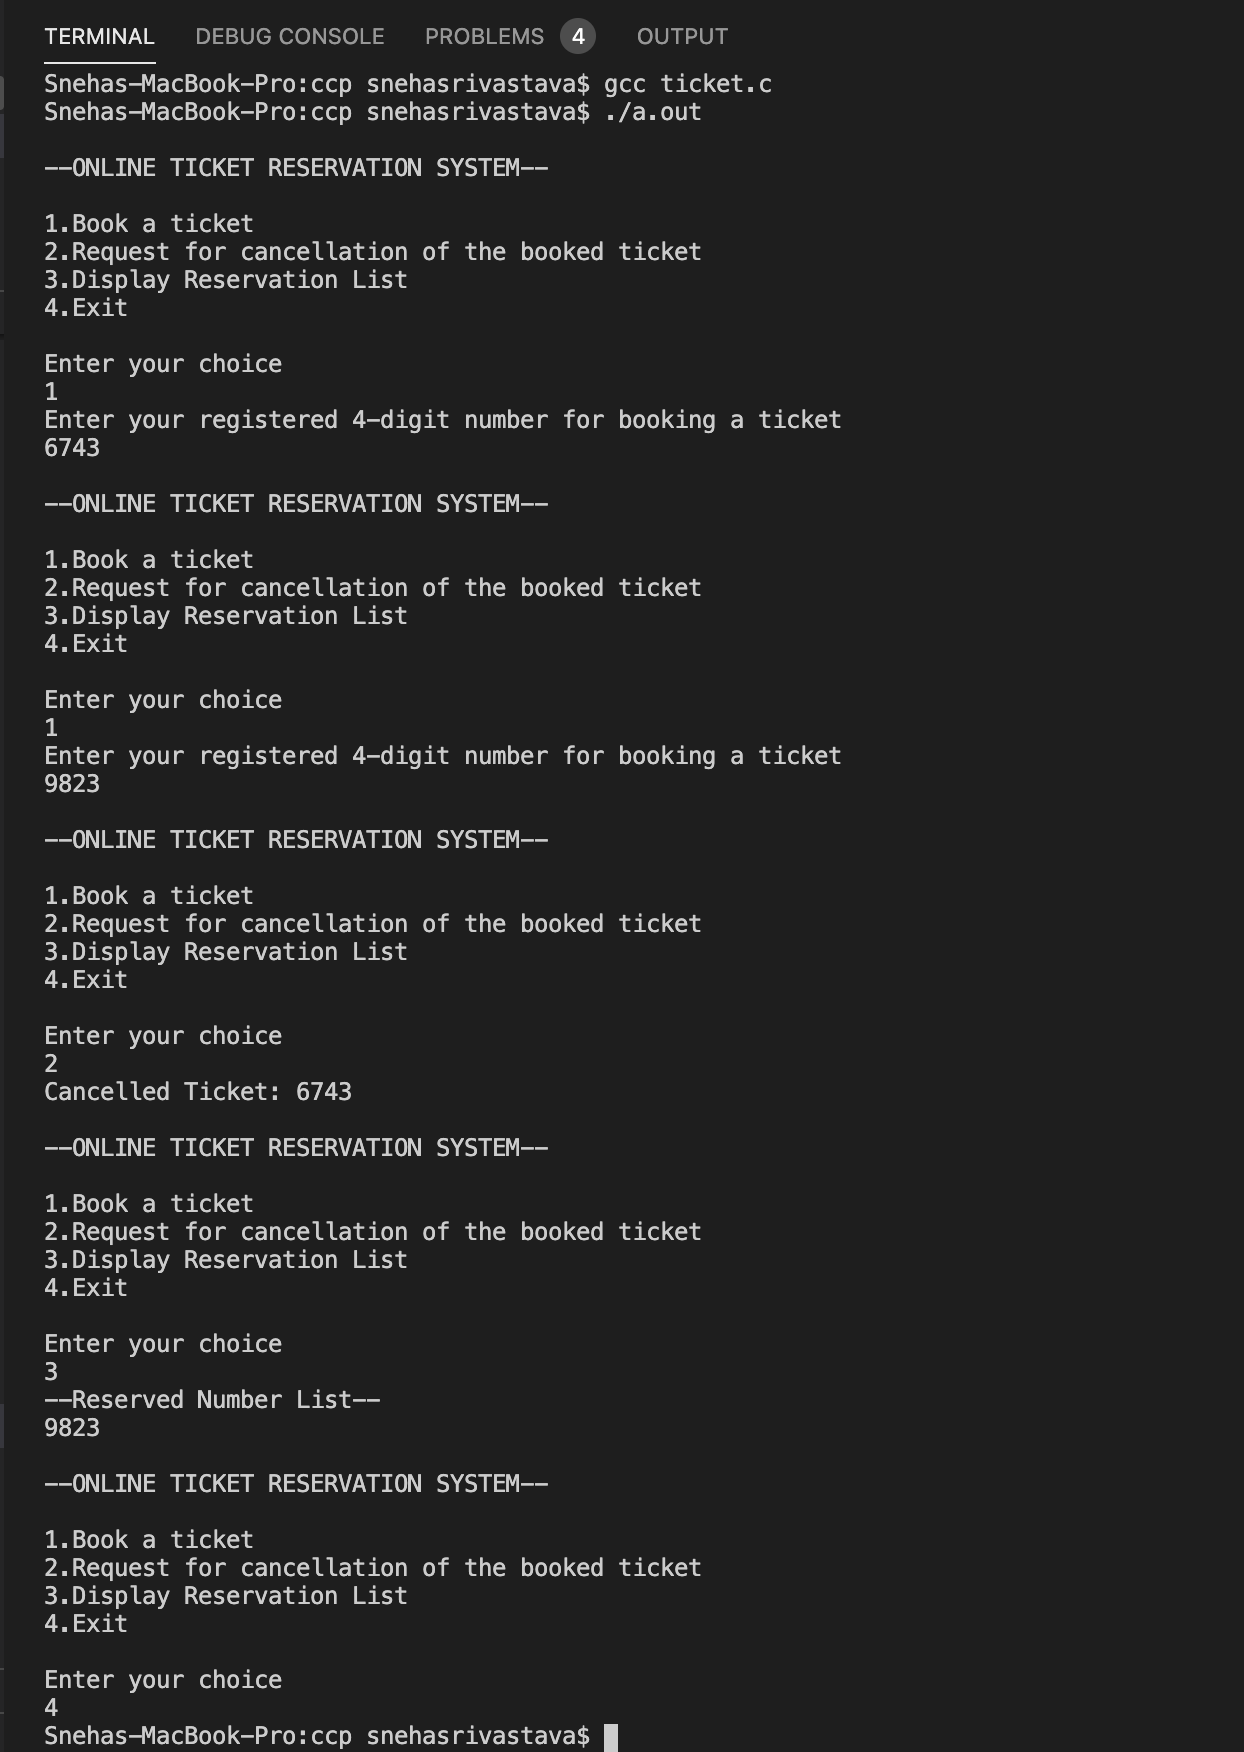 TERMINAL DEBUG CONSOLE PROBLEMS 4 OUTPUT
Snehas-MacBook-Pro:ccp snehasrivastava$ gcc ticket.c
Snehas-MacBook-Pro:ccp snehasrivastava$ ./a.out
--ONLINE TICKET RESERVATION SYSTEM--
1.Book a ticket
2.Request for cancellation of the booked ticket
3.Display Reservation List
4.Exit
Enter your choice
1
Enter your registered 4-digit number for booking a ticket
6743
--ONLINE TICKET RESERVATION SYSTEM--
1.Book a ticket
2.Request for cancellation of the booked ticket
3.Display Reservation List
4.Exit
Enter your choice
1
Enter your registered 4-digit number for booking a ticket
9823
--ONLINE TICKET RESERVATION SYSTEM--
1.Book a ticket
2.Request for cancellation of the booked ticket
3.Display Reservation List
4.Exit
Enter your choice
2
Cancelled Ticket: 6743
--ONLINE TICKET RESERVATION SYSTEM--
1.Book a ticket
2.Request for cancellation of the booked ticket
3.Display Reservation List
4.Exit
Enter your choice
3
--Reserved Number List--
9823
--ONLINE TICKET RESERVATION SYSTEM--
1.Book a ticket
2.Request for cancellation of the booked ticket
3.Display Reservation List
4.Exit
Enter your choice
4
Snehas-MacBook-Pro:ccp snehasrivastava$